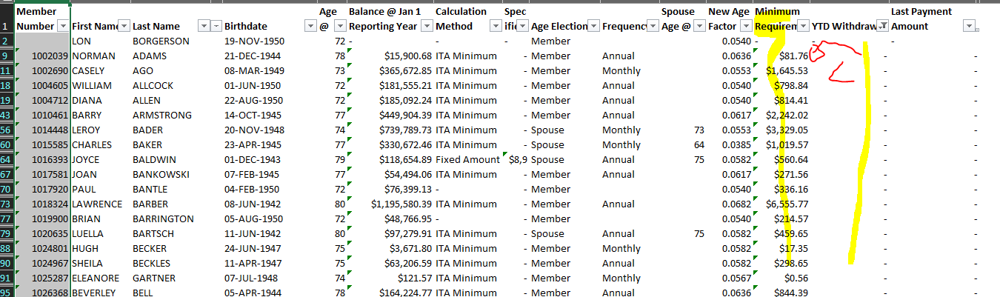 Member Age Balance @ Jan 1 Calculation Spec Spouse New Age Minimum Last Payment
1 Number First Name Last Name Birthdate @ Reporting Year Method ifie Age Election Frequency Age @ Factor Requirem YTD Withdraw Amount
2 LON BORGERSON 19-NOV-1950 72 - - - Member 0.0540 - - -
9 1002039 NORMAN ADAMS 21-DEC-1944 78 $15,900.68 ITA Minimum - Member Annual 0.0636 $81.76 - -
11 1002690 CASELY AGO 08-MAR-1949 73 $365,672.85 ITA Minimum - Member Monthly 0.0553 $1,645.53 - -
18 1004605 WILLIAM ALLCOCK 01-JUN-1950 72 $181,555.21 ITA Minimum - Member Annual 0.0540 $798.84 - -
19 1004712 DIANA ALLEN 22-AUG-1950 72 $185,092.24 ITA Minimum - Member Annual 0.0540 $814.41 - -
43 1010461 BARRY ARMSTRONG 14-OCT-1945 77 $449,904.39 ITA Minimum - Member Annual 0.0617 $2,242.02 - -
56 1014448 LEROY BADER 20-NOV-1948 74 $739,789.73 ITA Minimum - Spouse Monthly 73 0.0553 $3,329.05 - -
60 1015585 CHARLES BAKER 23-APR-1945 77 $330,672.46 ITA Minimum - Spouse Monthly 64 0.0385 $1,019.57 - -
64 1016393 JOYCE BALDWIN 01-DEC-1943 79 $118,654.89 Fixed Amount $8,9 Spouse Annual 75 0.0582 $560.64 - -
67 1017581 JOAN BANKOWSKI 07-FEB-1945 77 $54,494.06 ITA Minimum - Member Annual 0.0617 $271.56 - -
70 1017920 PAUL BANTLE 04-FEB-1950 72 $76,399.13 - - Member 0.0540 $336.16 - -
73 1018324 LAWRENCE BARBER 08-JUN-1942 80 $1,195,580.39 ITA Minimum - Member Annual 0.0682 $6,555.77 - -
77 1019900 BRIAN BARRINGTON 05-AUG-1950 72 $48,766.95 - - Member 0.0540 $214.57 - -
79 1020635 LUELLA BARTSCH 11-JUN-1942 80 $97,279.91 ITA Minimum - Spouse Annual 75 0.0582 $459.65 - -
88 1024801 HUGH BECKER 24-JUN-1947 75 $3,671.80 ITA Minimum - Member Monthly 0.0582 $17.35 - -
90 1024967 SHEILA BECKLES 11-APR-1947 75 $63,206.59 ITA Minimum - Member Annual 0.0582 $298.65 - -
91 1025287 ELEANORE GARTNER 07-JUL-1948 74 $121.57 ITA Minimum - Member Monthly 0.0567 $0.56 - -
95 1026368 BEVERLEY BELL 05-APR-1944 78 $164,224.77 ITA Minimum - Member Annual 0.0636 $844.39 - -